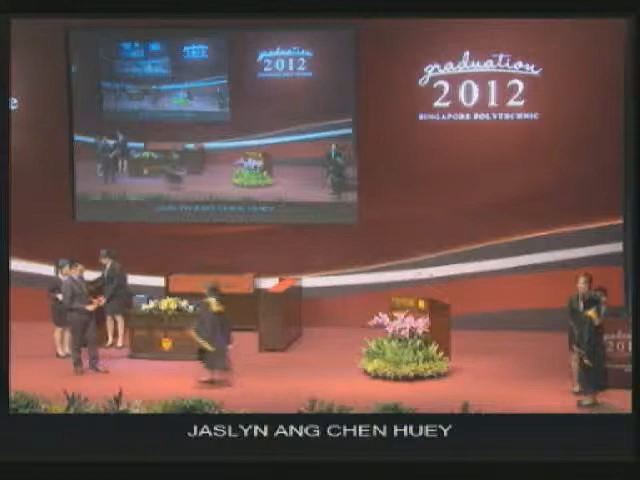 graduation
2012
graduation
2012
SINGAPORE POLYTECHNIC
JASLYN ANG CHEN HUEY